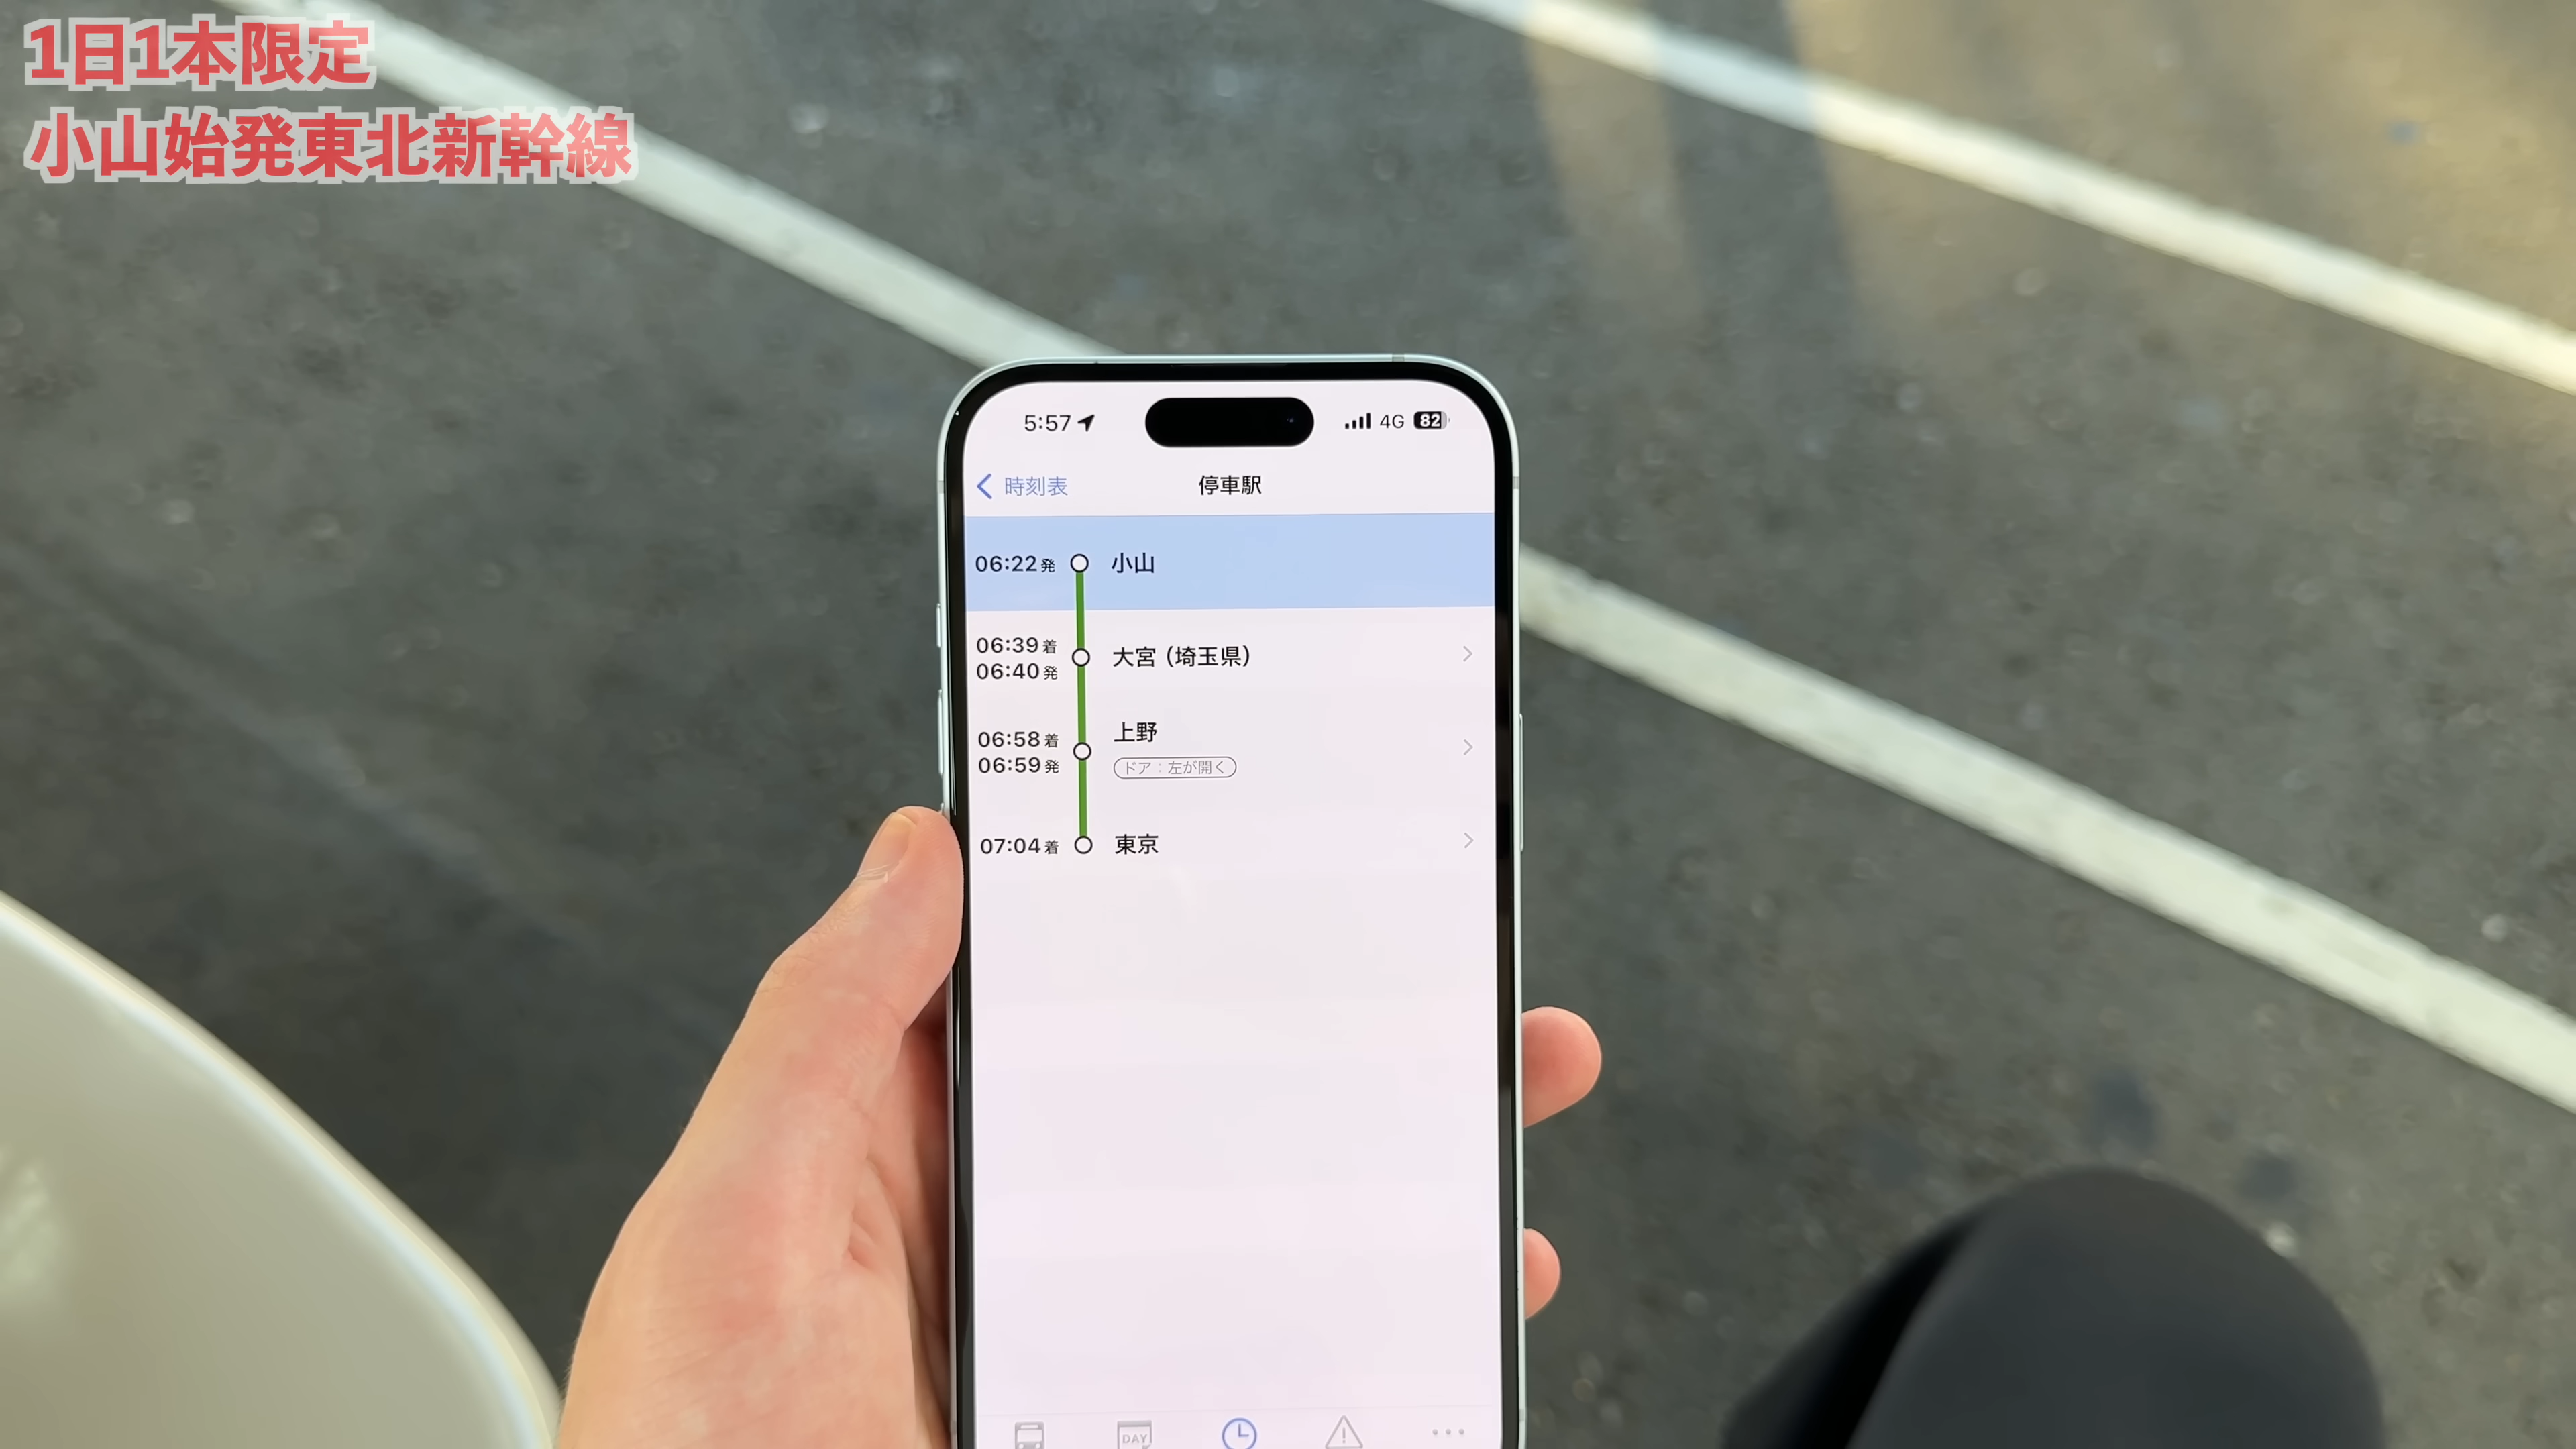 1日1本限定
小山始発東北新幹線
5:57 4G 82
時刻表 停車駅
06:22発 小山
06:39着
06:40発
大宮（埼玉県）
06:58着
06:59発
上野
ドア：左が開く
07:04着 東京
DAY